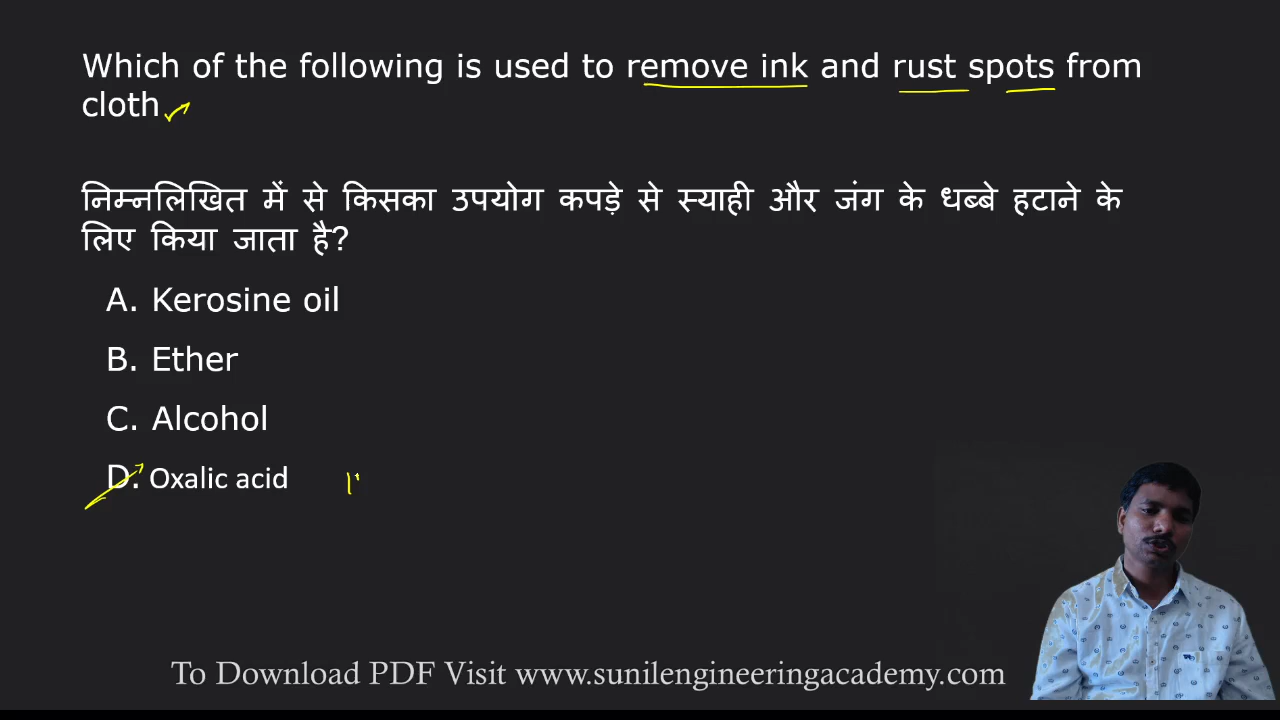 Which of the following is used to remove ink and rust spots from
cloth
निम्नलिखित में से किसका उपयोग कपड़े से स्याही और जंग के धब्बे हटाने के
लिए किया जाता है?
A. Kerosine oil
B. Ether
C. Alcohol
D. Oxalic acid
To Download PDF Visit www.sunilengineeringacademy.com